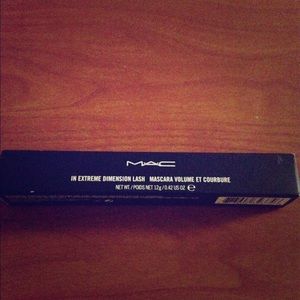 MAC
IN EXTREME DIMENSION LASH MASCARA VOLUME ET COURBURE
NET WT. / POIDS NET 12g / 0.42 US OZ ℮